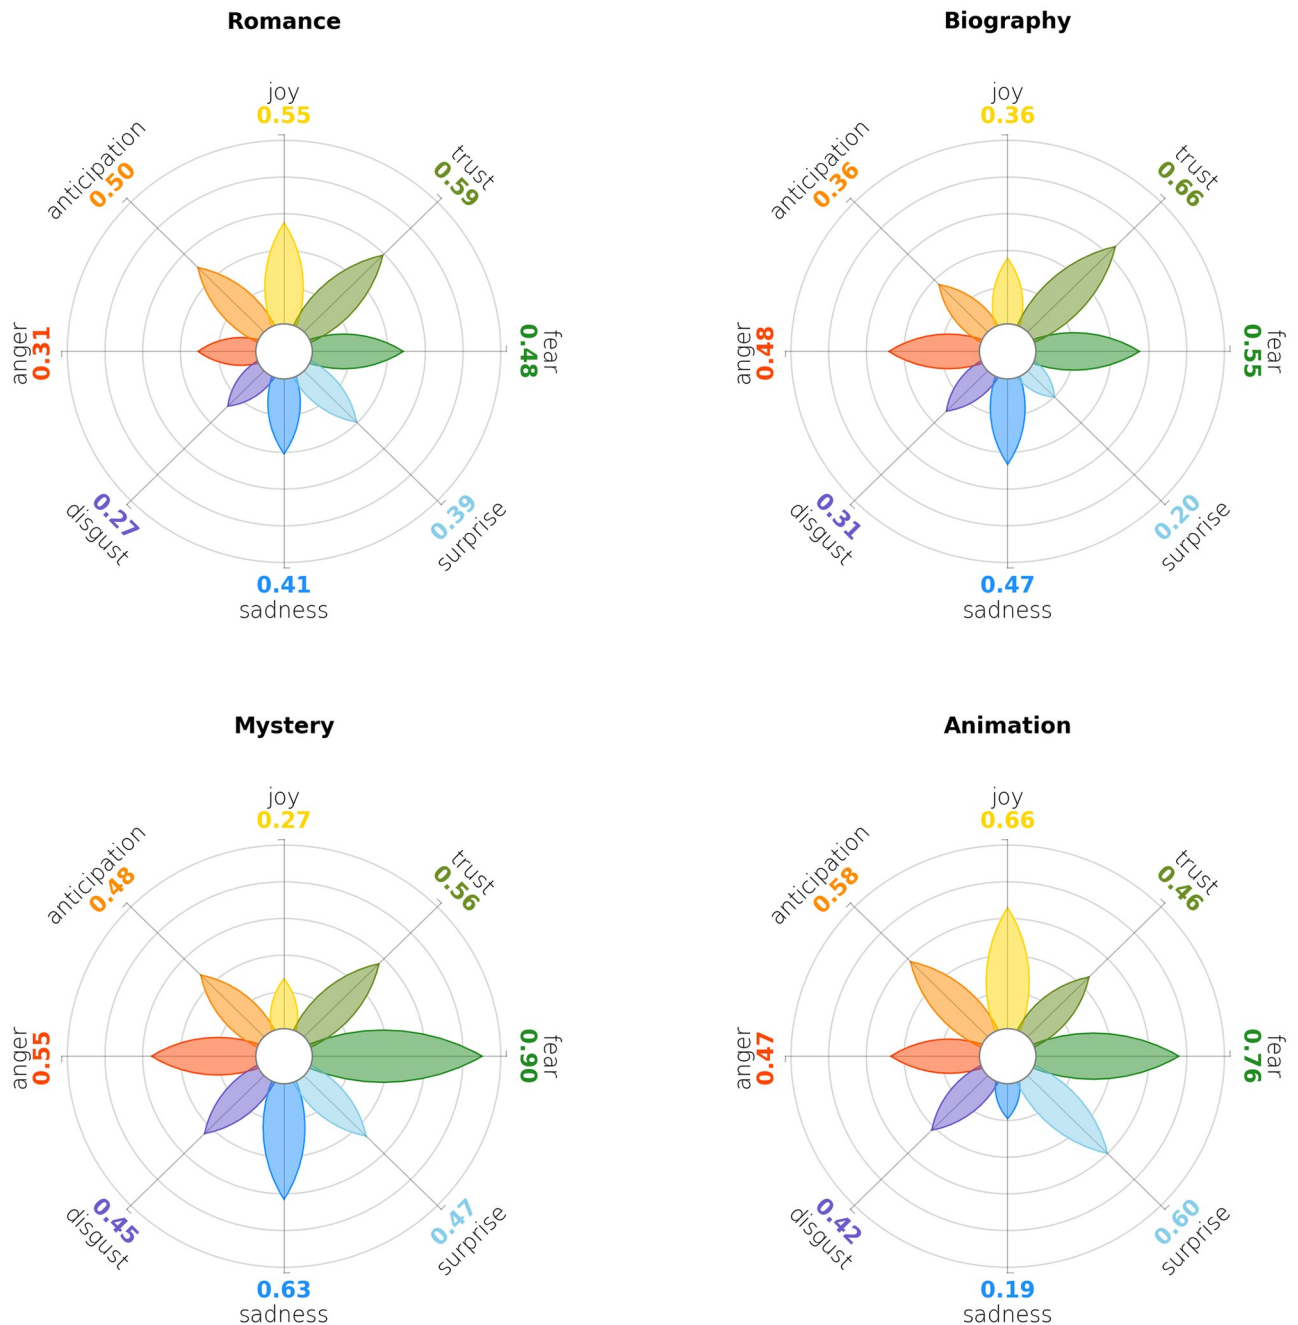 Romance
joy
0.55
trust
0.59
fear
0.48
surprise
0.39
sadness
0.41
disgust
0.27
anger
0.31
anticipation
0.50
Biography
joy
0.36
trust
0.66
fear
0.55
surprise
0.20
sadness
0.47
disgust
0.31
anger
0.48
anticipation
0.36
Mystery
joy
0.27
trust
0.56
fear
0.90
surprise
0.47
sadness
0.63
disgust
0.45
anger
0.55
anticipation
0.48
Animation
joy
0.66
trust
0.46
fear
0.76
surprise
0.60
sadness
0.19
disgust
0.42
anger
0.47
anticipation
0.58